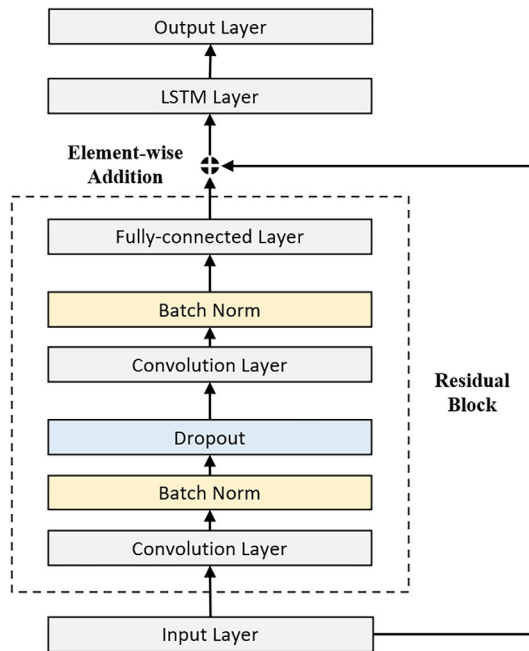 Output Layer
LSTM Layer
Element-wise
Addition
Fully-connected Layer
Batch Norm
Convolution Layer
Residual
Block
Dropout
Batch Norm
Convolution Layer
Input Layer